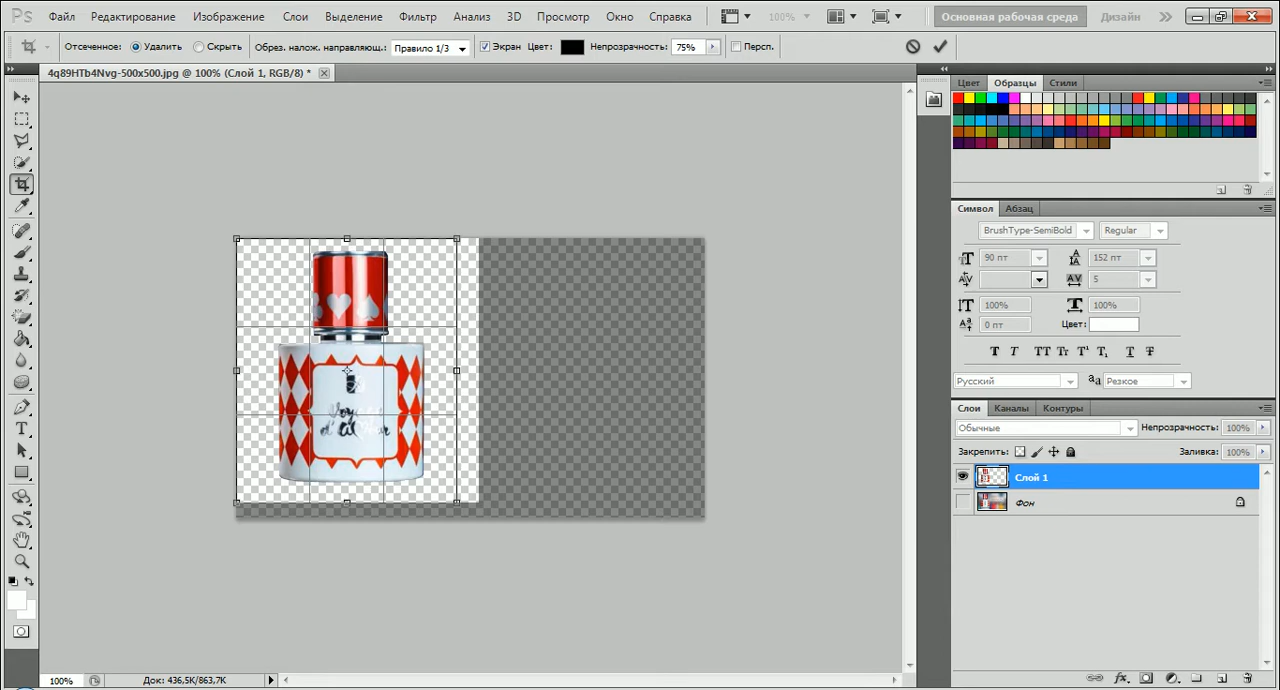 Ps Файл Редактирование Изображение Слои Выделение Фильтр Анализ 3D Просмотр Окно Справка 100% Основная рабочая среда Дизайн
Отсеченное: Удалить Скрыть Обрез. налож. направляющ.: Правило 1/3 Экран Цвет: Непрозрачность: 75% Персп.
4q89HTb4Nvg-500x500.jpg @ 100% (Слой 1, RGB/8) *
Цвет Образцы Стили
Символ Абзац
BrushType-SemiBold Regular
90 пт 152 пт
5
100% 100%
0 пт Цвет:
Русский Резкое
Слои Каналы Контуры
Обычные Непрозрачность: 100%
Закрепить: Заливка: 100%
Слой 1
Фон
100% Док: 436,5K/863,7K